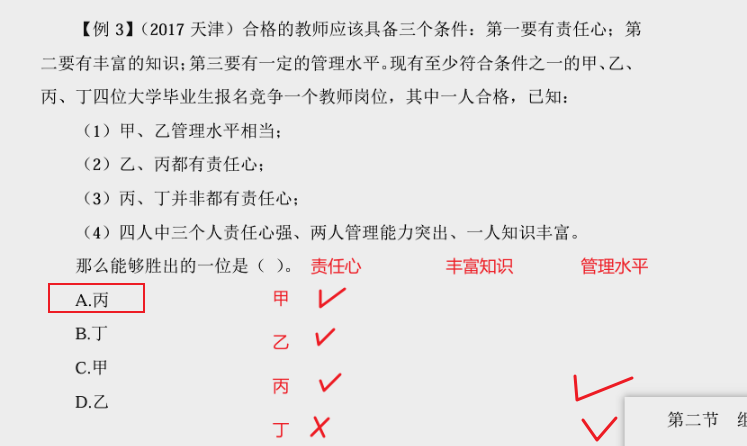 【例 3】（2017 天津）合格的教师应该具备三个条件：第一要有责任心；第
二要有丰富的知识；第三要有一定的管理水平。现有至少符合条件之一的甲、乙、
丙、丁四位大学毕业生报名竞争一个教师岗位，其中一人合格，已知：
（1）甲、乙管理水平相当；
（2）乙、丙都有责任心；
（3）丙、丁并非都有责任心；
（4）四人中三个人责任心强、两人管理能力突出、一人知识丰富。
那么能够胜出的一位是（ ）。 责任心 丰富知识 管理水平
A.丙 甲 ✓
B.丁 乙 ✓
C.甲 丙 ✓ ✓
D.乙 丁 ✗ ✓
第二节